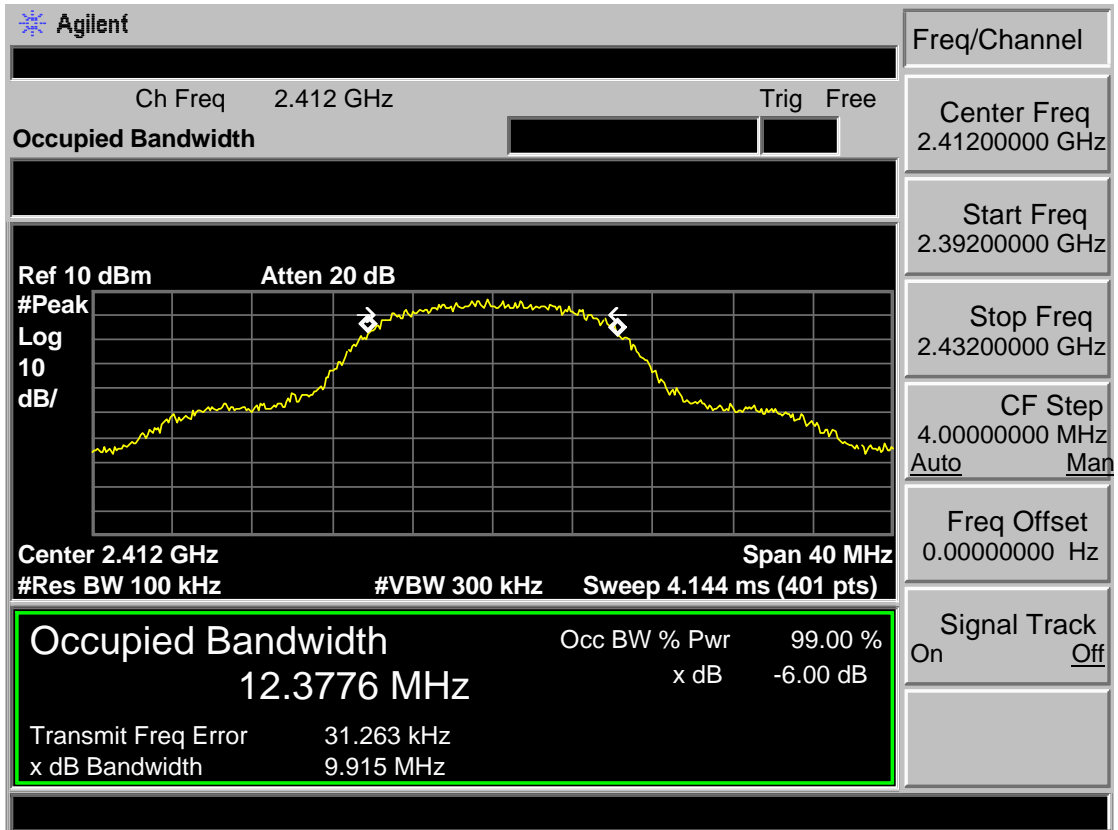 Agilent
Freq/Channel
Ch Freq 2.412 GHz Trig Free
Occupied Bandwidth
Center Freq
2.41200000 GHz
Start Freq
2.39200000 GHz
Stop Freq
2.43200000 GHz
CF Step
4.00000000 MHz
Auto Man
Freq Offset
0.00000000 Hz
Signal Track
On Off
Ref 10 dBm Atten 20 dB
#Peak
Log
10
dB/
Center 2.412 GHz Span 40 MHz
#Res BW 100 kHz #VBW 300 kHz Sweep 4.144 ms (401 pts)
Occupied Bandwidth
12.3776 MHz
Occ BW % Pwr 99.00 %
x dB -6.00 dB
Transmit Freq Error 31.263 kHz
x dB Bandwidth 9.915 MHz